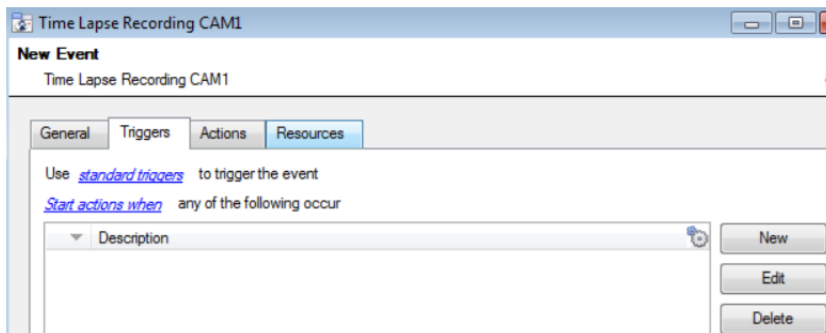 Time Lapse Recording CAM1
New Event
Time Lapse Recording CAM1
General Triggers Actions Resources
Use standard triggers to trigger the event
Start actions when any of the following occur
Description
New
Edit
Delete